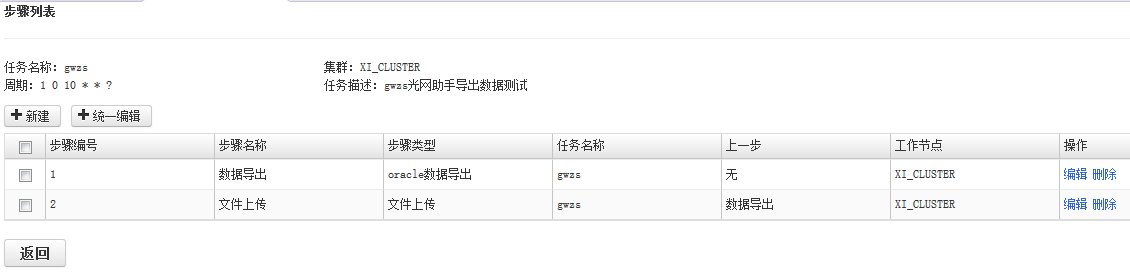 步骤列表
任务名称：gwzs 集群：XI_CLUSTER
周期：1 0 10 * * ? 任务描述：gwzs光网助手导出数据测试
新建 统一编辑
步骤编号 步骤名称 步骤类型 任务名称 上一步 工作节点 操作
1 数据导出 oracle数据导出 gwzs 无 XI_CLUSTER 编辑 删除
2 文件上传 文件上传 gwzs 数据导出 XI_CLUSTER 编辑 删除
返回